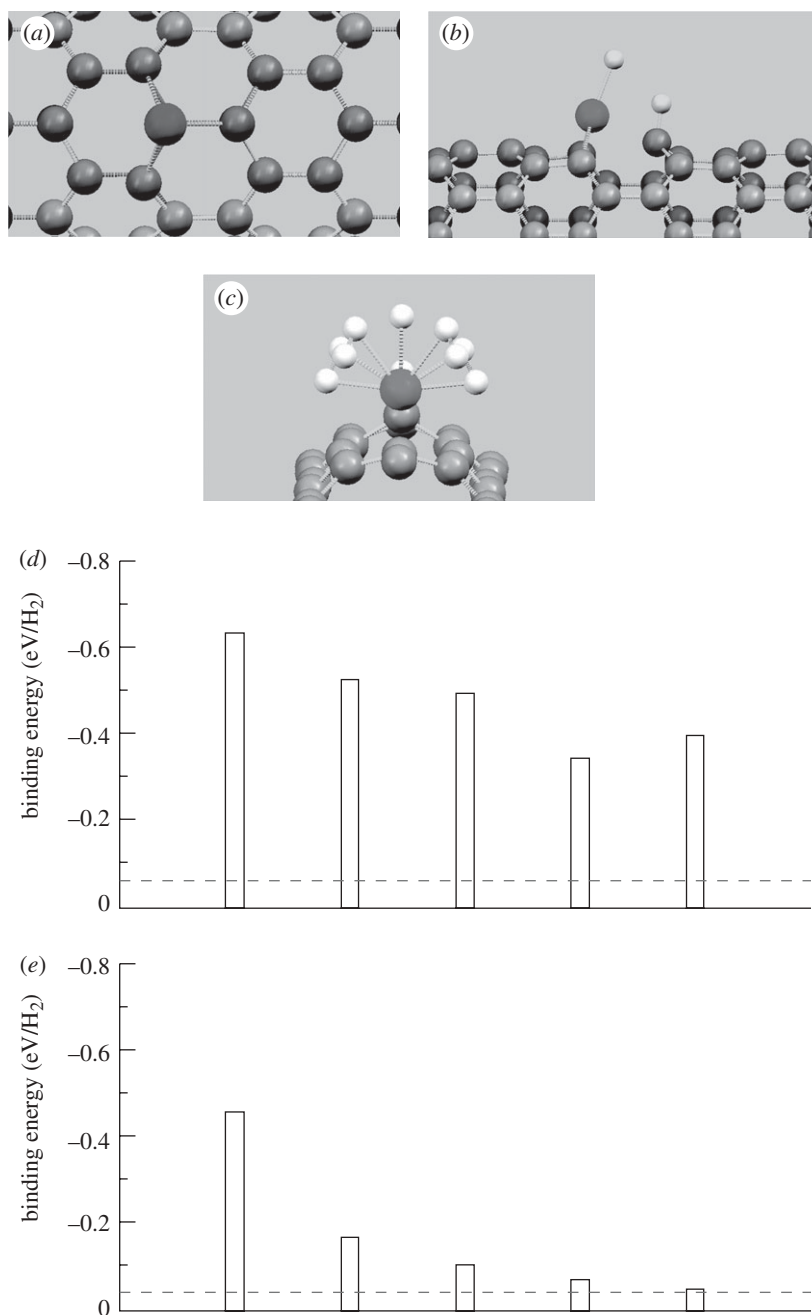 (a)
(b)
(c)
(d)
binding energy (eV/H₂)
–0.8
–0.6
–0.4
–0.2
0
(e)
binding energy (eV/H₂)
–0.8
–0.6
–0.4
–0.2
0